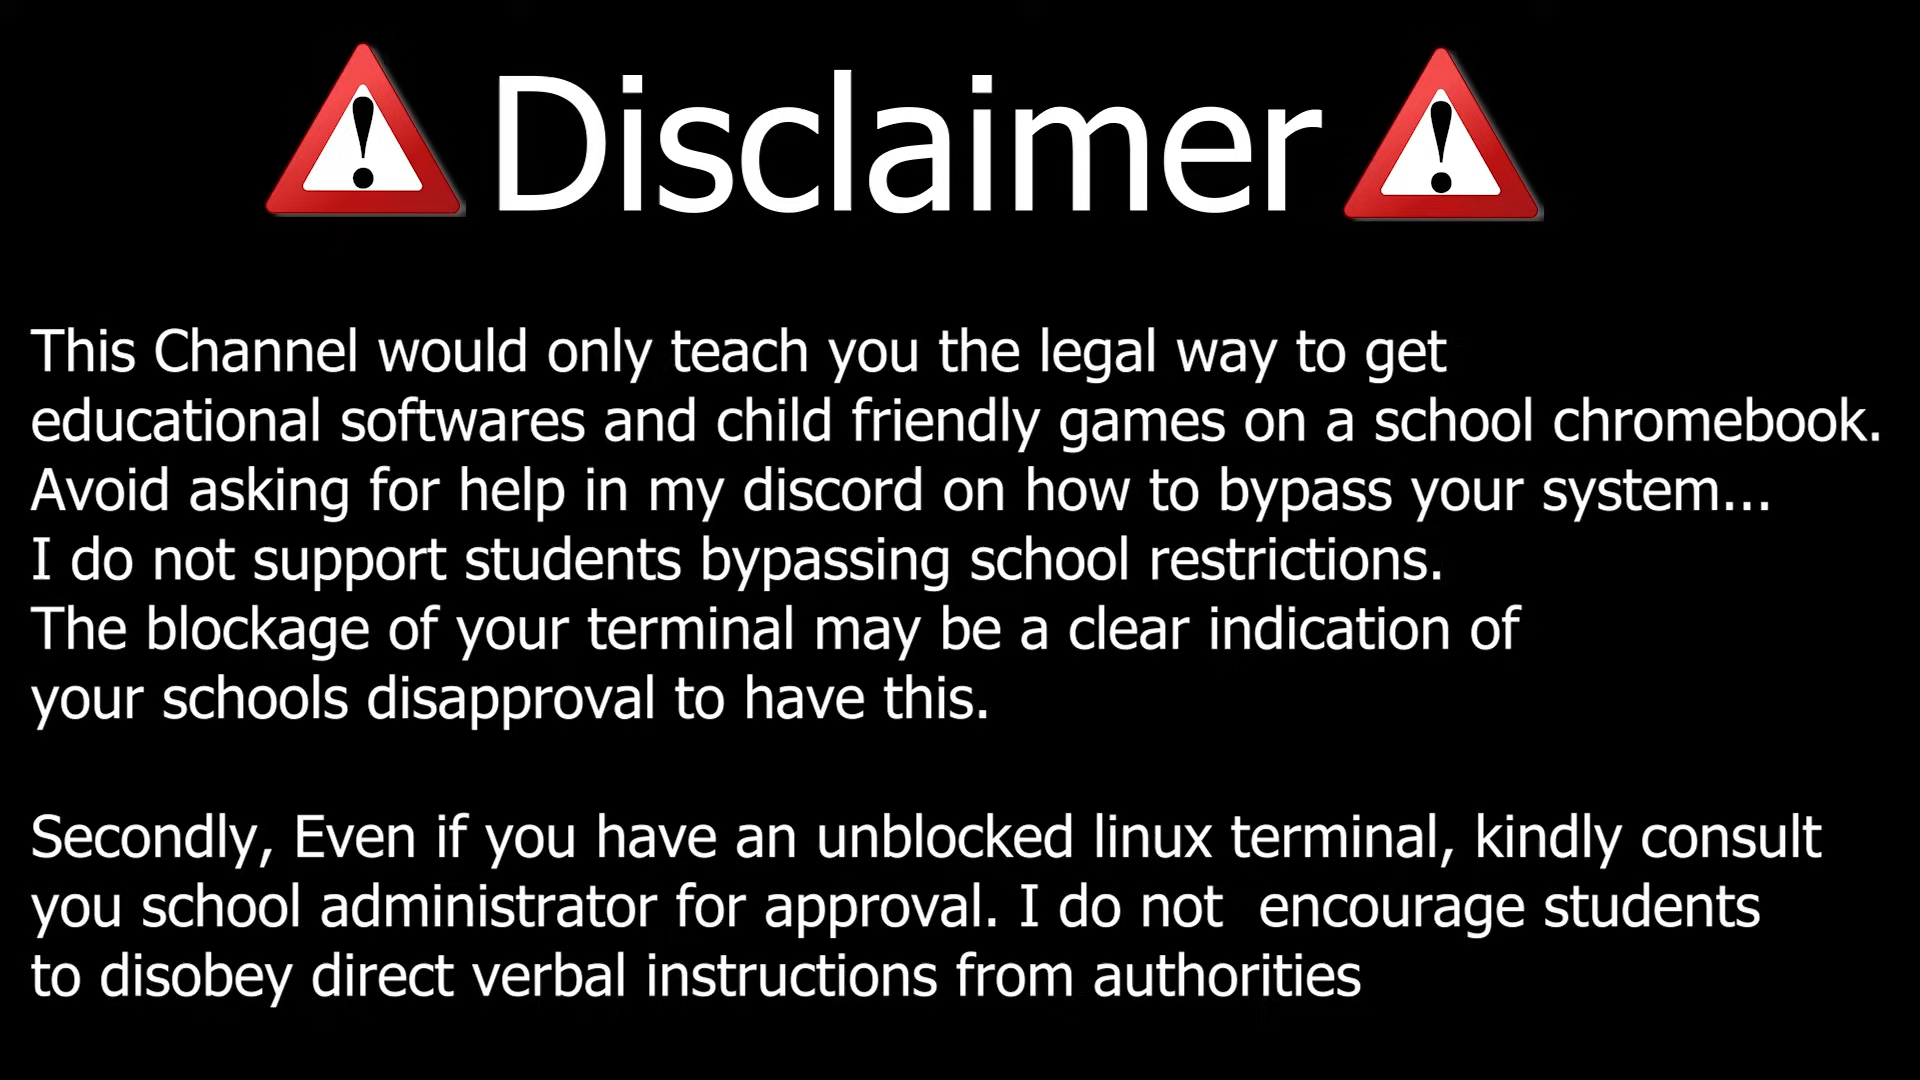 Disclaimer
This Channel would only teach you the legal way to get
educational softwares and child friendly games on a school chromebook.
Avoid asking for help in my discord on how to bypass your system...
I do not support students bypassing school restrictions.
The blockage of your terminal may be a clear indication of
your schools disapproval to have this.
Secondly, Even if you have an unblocked linux terminal, kindly consult
you school administrator for approval. I do not  encourage students
to disobey direct verbal instructions from authorities